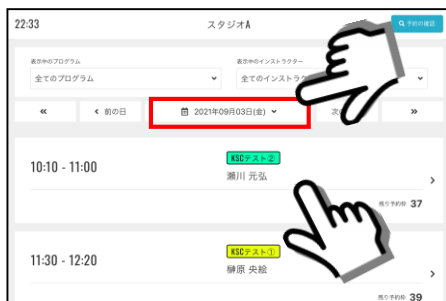 22:33
スタジオA
予約の確認
表示中のプログラム
全てのプログラム
表示中のインストラクター
全てのインストラク
前の日
2021年09月03日(金)
次
10:10 - 11:00
KSCテスト②
瀬川 元弘
残り予約枠 37
11:30 - 12:20
KSCテスト①
榊原 央絵
残り予約枠 39